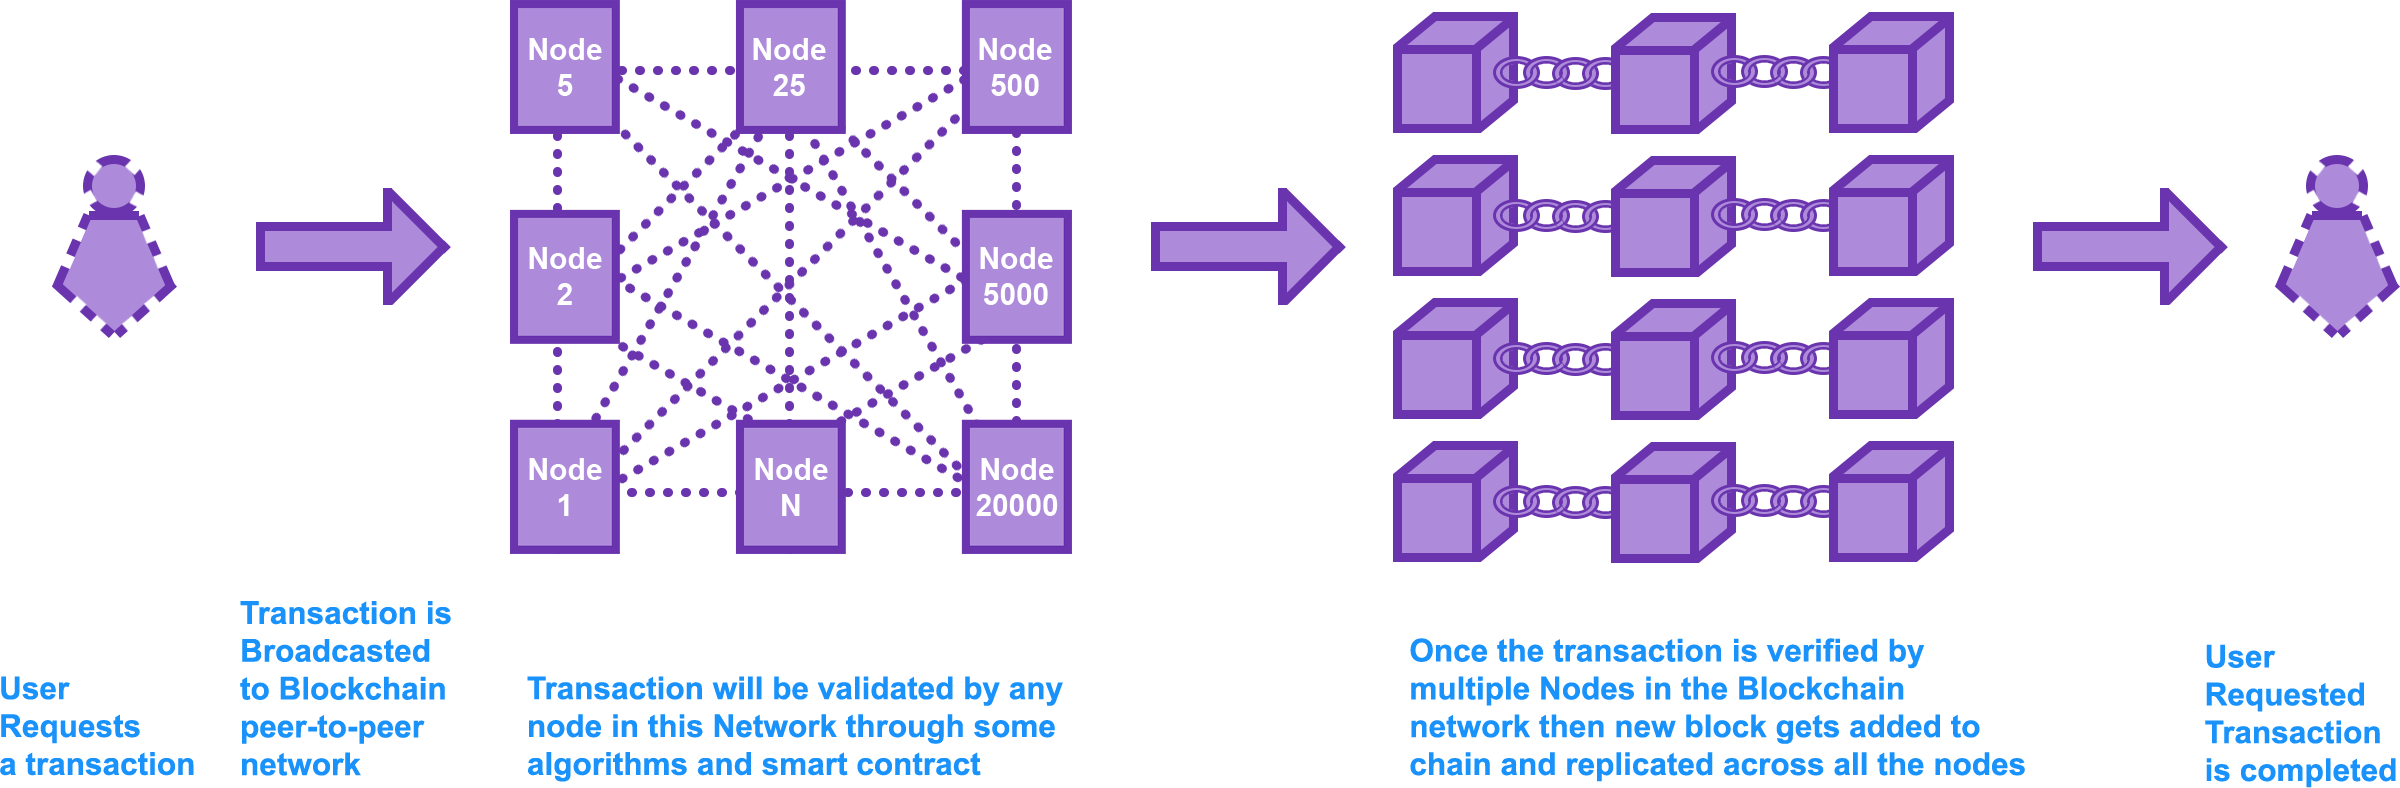 Node
5
Node
25
Node
500
Node
2
Node
5000
Node
1
Node
N
Node
20000
User
Requests
a transaction
Transaction is
Broadcasted
to Blockchain
peer-to-peer
network
Transaction will be validated by any
node in this Network through some
algorithms and smart contract
Once the transaction is verified by
multiple Nodes in the Blockchain
network then new block gets added to
chain and replicated across all the nodes
User
Requested
Transaction
is completed